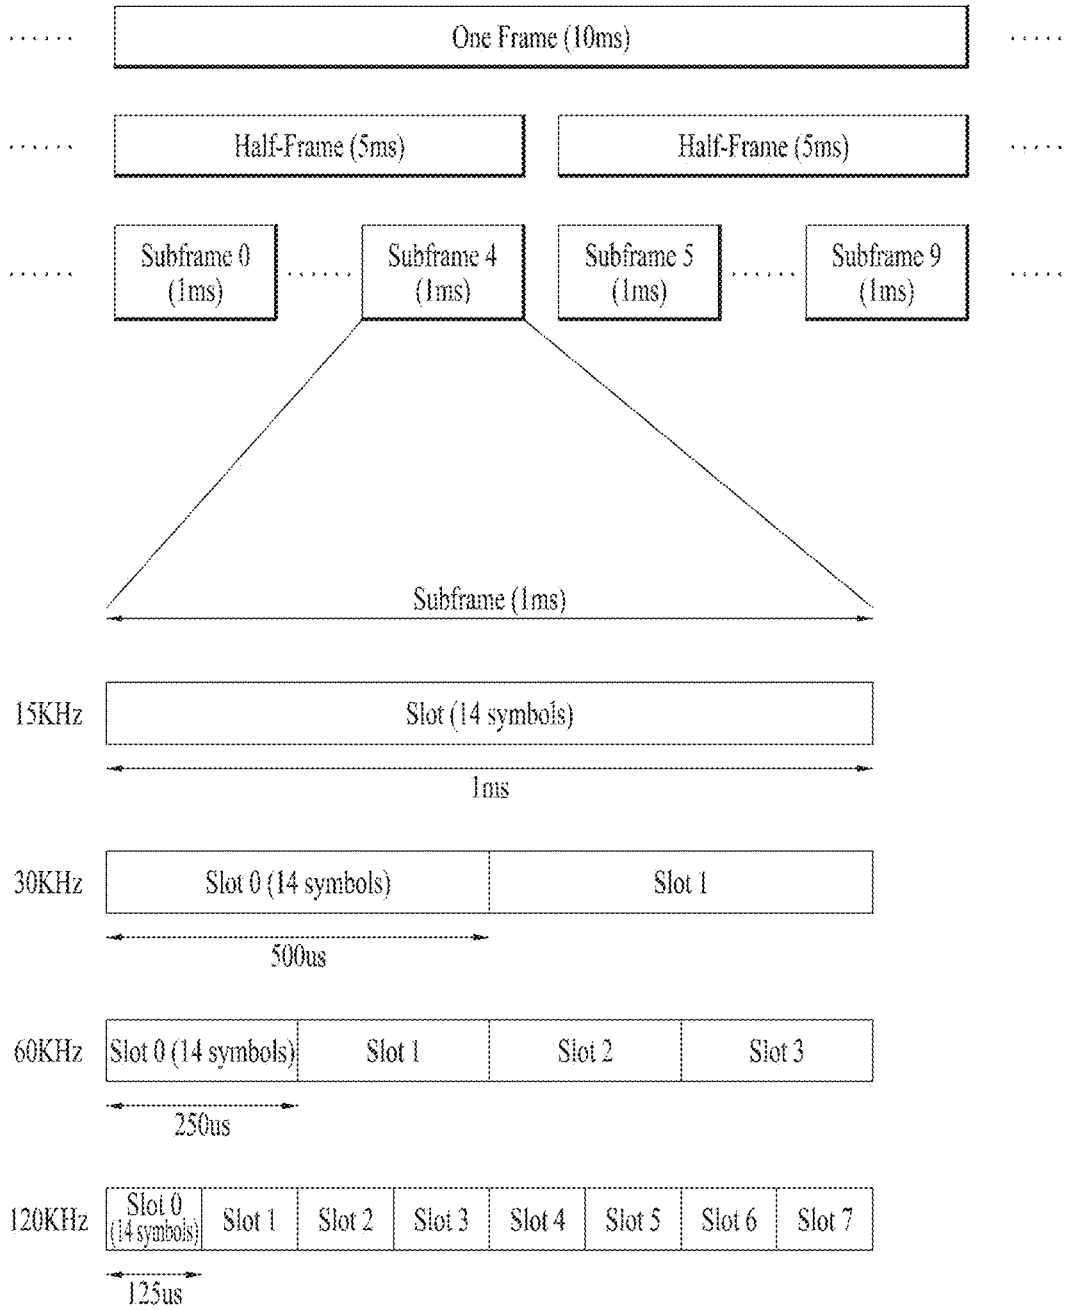 ...... One Frame (10ms) ......
...... Half-Frame (5ms) Half-Frame (5ms) ......
Subframe 0
(1ms)
......
Subframe 4
(1ms)
Subframe 5
(1ms)
......
Subframe 9
(1ms)
Subframe (1ms)
15KHz
Slot (14 symbols)
1ms
30KHz
Slot 0 (14 symbols)
Slot 1
500us
60KHz
Slot 0 (14 symbols)
Slot 1
Slot 2
Slot 3
250us
120KHz
Slot 0
(14 symbols)
Slot 1
Slot 2
Slot 3
Slot 4
Slot 5
Slot 6
Slot 7
125us